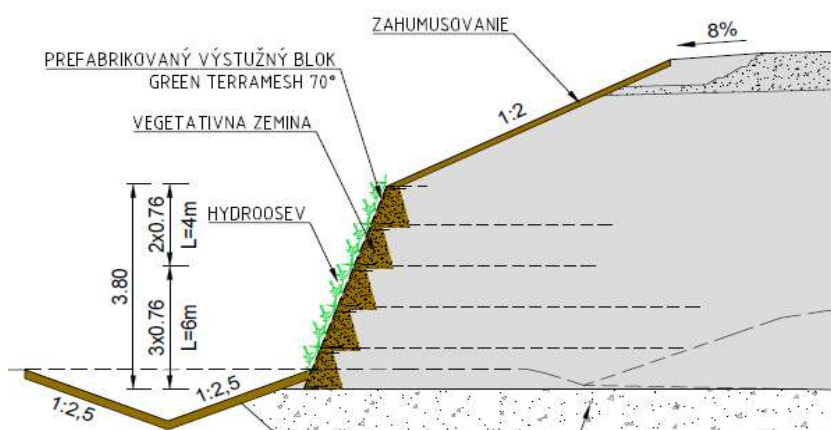 ZAHUMUSOVANIE
8%
PREFABRIKOVANÝ VÝSTUŽNÝ BLOK
GREEN TERRAMESH 70°
1:2
VEGETATIVNA ZEMINA
HYDROOSEV
3.80
2x0.76
L=4m
3x0.76
L=6m
1:2,5
1:2,5